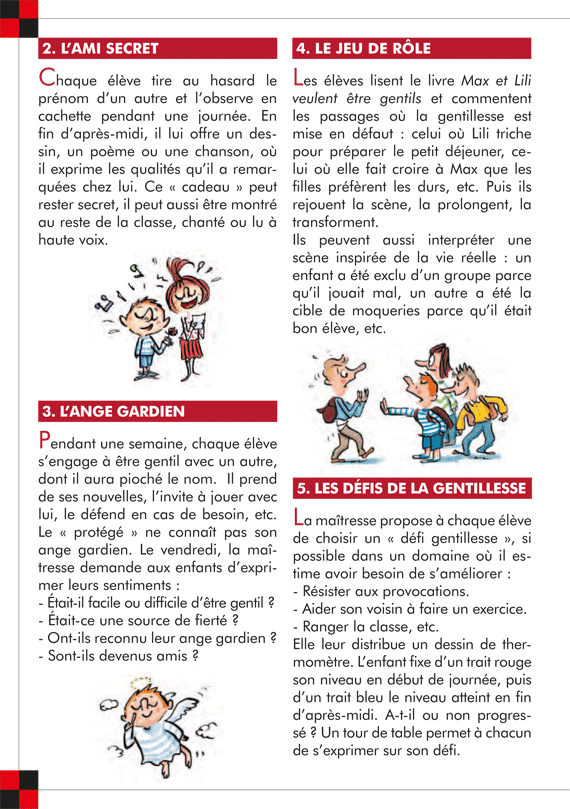 2. L'AMI SECRET
Chaque élève tire au hasard le
prénom d'un autre et l'observe en
cachette pendant une journée. En
fin d'après-midi, il lui offre un des-
sin, un poème ou une chanson, où
il exprime les qualités qu'il a remar-
quées chez lui. Ce « cadeau » peut
rester secret, il peut aussi être montré
au reste de la classe, chanté ou lu à
haute voix.
3. L'ANGE GARDIEN
Pendant une semaine, chaque élève
s'engage à être gentil avec un autre,
dont il aura pioché le nom. Il prend
de ses nouvelles, l'invite à jouer avec
lui, le défend en cas de besoin, etc.
Le « protégé » ne connaît pas son
ange gardien. Le vendredi, la maî-
tresse demande aux enfants d'expri-
mer leurs sentiments :
- Était-il facile ou difficile d'être gentil ?
- Était-ce une source de fierté ?
- Ont-ils reconnu leur ange gardien ?
- Sont-ils devenus amis ?
4. LE JEU DE RÔLE
Les élèves lisent le livre Max et Lili
veulent être gentils et commentent
les passages où la gentillesse est
mise en défaut : celui où Lili triche
pour préparer le petit déjeuner, ce-
lui où elle fait croire à Max que les
filles préfèrent les durs, etc. Puis ils
rejouent la scène, la prolongent, la
transforment.
Ils peuvent aussi interpréter une
scène inspirée de la vie réelle : un
enfant a été exclu d'un groupe parce
qu'il jouait mal, un autre a été la
cible de moqueries parce qu'il était
bon élève, etc.
5. LES DÉFIS DE LA GENTILLESSE
La maîtresse propose à chaque élève
de choisir un « défi gentillesse », si
possible dans un domaine où il es-
time avoir besoin de s'améliorer :
- Résister aux provocations.
- Aider son voisin à faire un exercice.
- Ranger la classe, etc.
Elle leur distribue un dessin de ther-
momètre. L'enfant fixe d'un trait rouge
son niveau en début de journée, puis
d'un trait bleu le niveau atteint en fin
d'après-midi. A-t-il ou non progres-
sé ? Un tour de table permet à chacun
de s'exprimer sur son défi.